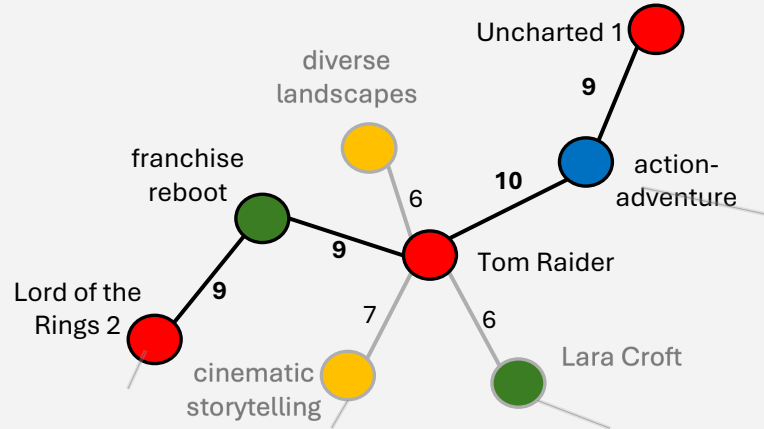 Uncharted 1
diverse
landscapes
9
franchise
reboot
action-
adventure
10
6
9
Tom Raider
9
Lord of the
Rings 2
7
6
Lara Croft
cinematic
storytelling